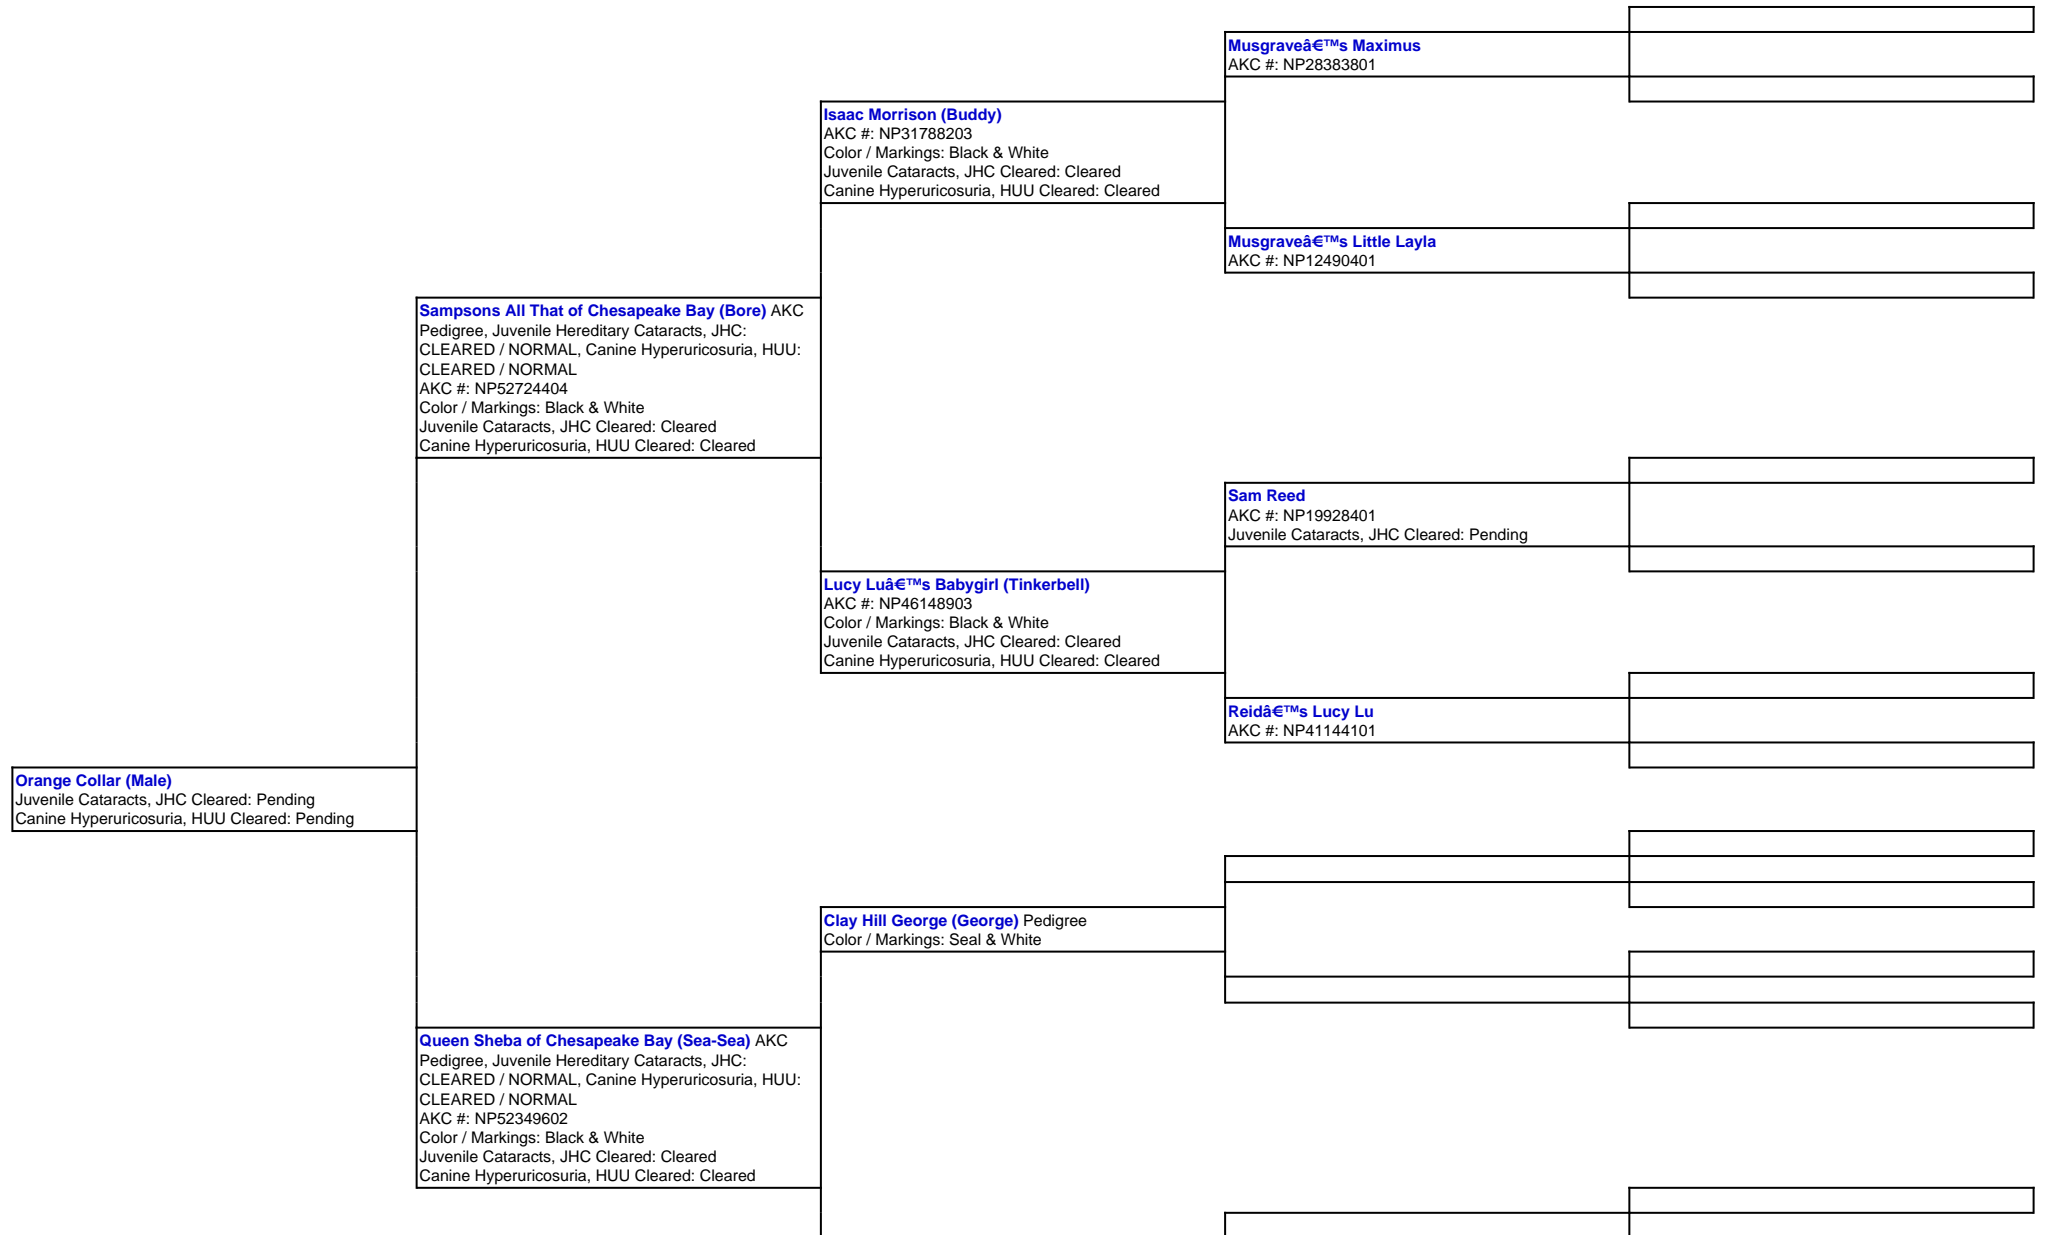 Musgraveâ€™s Maximus
AKC #: NP28383801
Isaac Morrison (Buddy)
AKC #: NP31788203
Color / Markings: Black & White
Juvenile Cataracts, JHC Cleared: Cleared
Canine Hyperuricosuria, HUU Cleared: Cleared
Musgraveâ€™s Little Layla
AKC #: NP12490401
Sampsons All That of Chesapeake Bay (Bore) AKC
Pedigree, Juvenile Hereditary Cataracts, JHC:
CLEARED / NORMAL, Canine Hyperuricosuria, HUU:
CLEARED / NORMAL
AKC #: NP52724404
Color / Markings: Black & White
Juvenile Cataracts, JHC Cleared: Cleared
Canine Hyperuricosuria, HUU Cleared: Cleared
Sam Reed
AKC #: NP19928401
Juvenile Cataracts, JHC Cleared: Pending
Lucy Luâ€™s Babygirl (Tinkerbell)
AKC #: NP46148903
Color / Markings: Black & White
Juvenile Cataracts, JHC Cleared: Cleared
Canine Hyperuricosuria, HUU Cleared: Cleared
Reidâ€™s Lucy Lu
AKC #: NP41144101
Orange Collar (Male)
Juvenile Cataracts, JHC Cleared: Pending
Canine Hyperuricosuria, HUU Cleared: Pending
Clay Hill George (George) Pedigree
Color / Markings: Seal & White
Queen Sheba of Chesapeake Bay (Sea-Sea) AKC
Pedigree, Juvenile Hereditary Cataracts, JHC:
CLEARED / NORMAL, Canine Hyperuricosuria, HUU:
CLEARED / NORMAL
AKC #: NP52349602
Color / Markings: Black & White
Juvenile Cataracts, JHC Cleared: Cleared
Canine Hyperuricosuria, HUU Cleared: Cleared